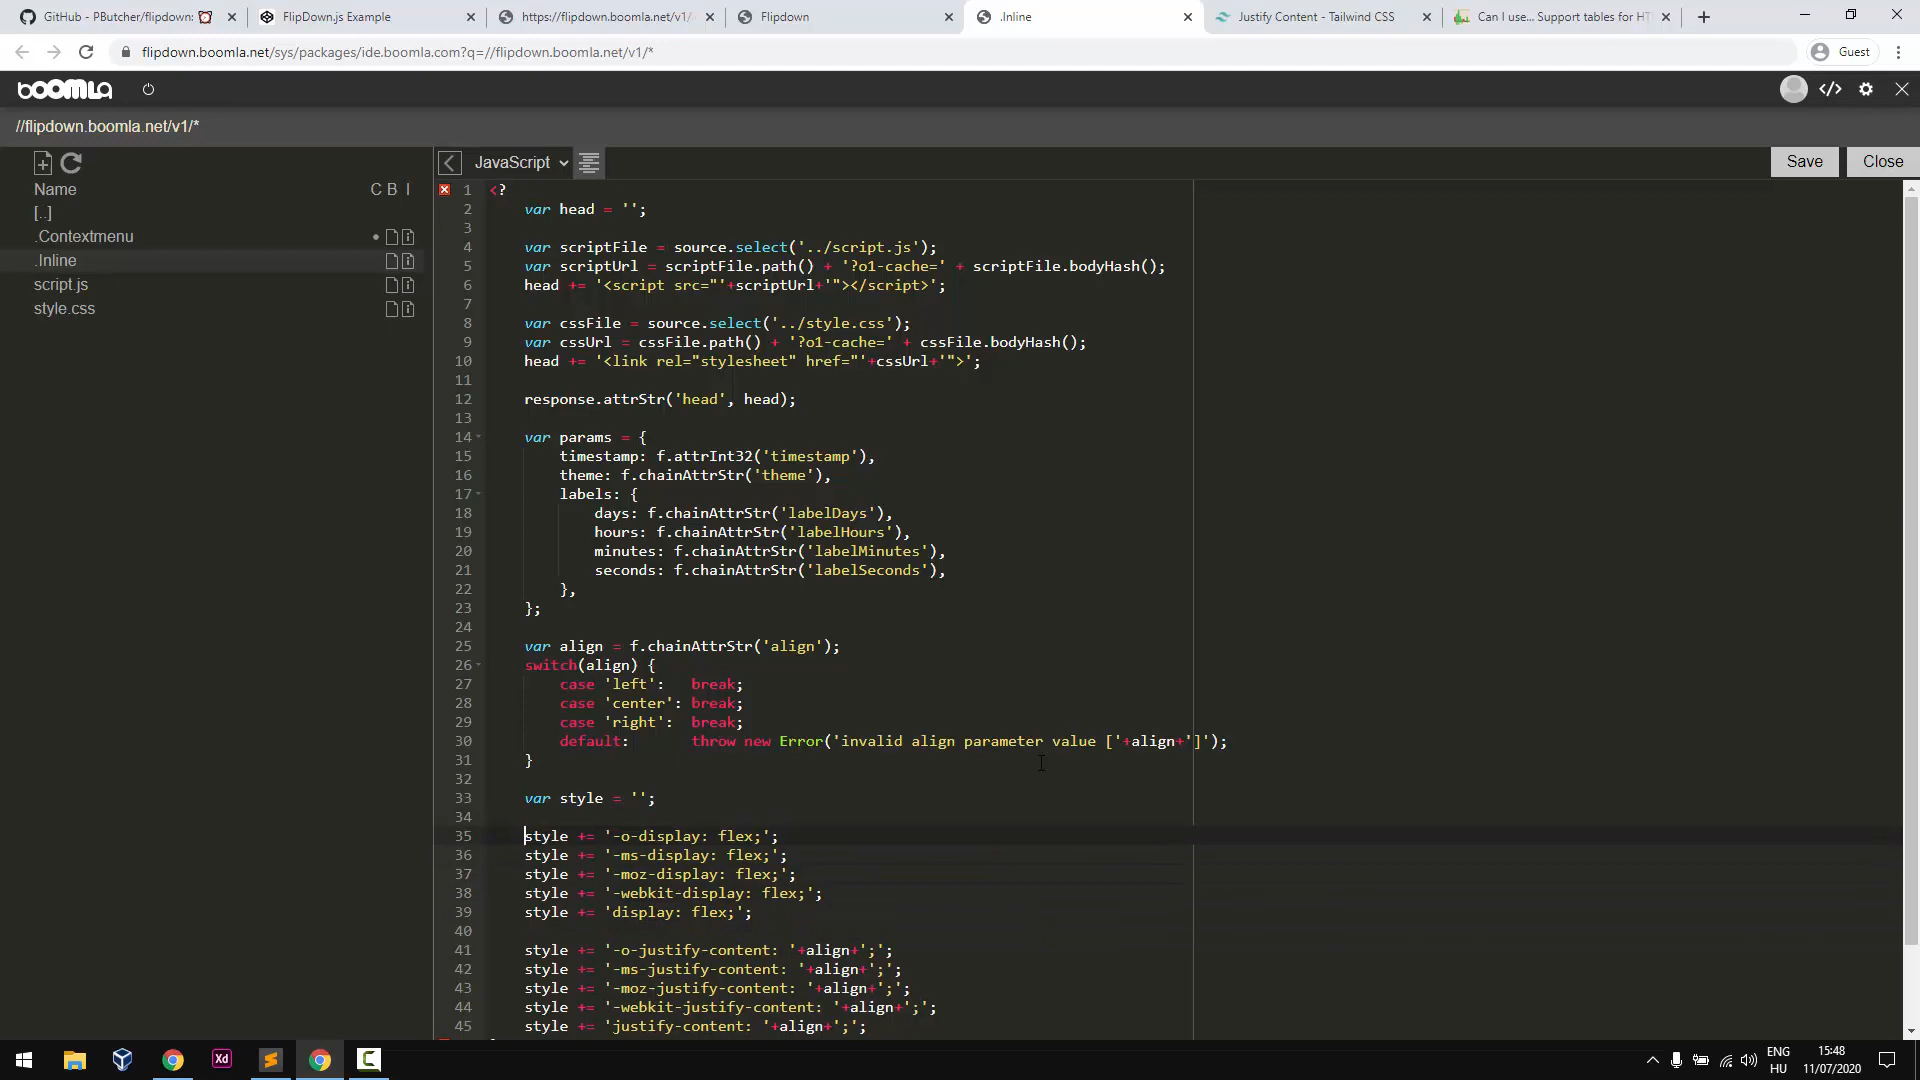 GitHub - PButcher/flipdown:
FlipDown.js Example
https://flipdown.boomla.net/v1/
Flipdown
.Inline
Justify Content - Tailwind CSS
Can I use... Support tables for HT
flipdown.boomla.net/sys/packages/ide.boomla.com?q=//flipdown.boomla.net/v1/*
Guest
boomla
//flipdown.boomla.net/v1/*
JavaScript
Save
Close
Name
C B I
[..]
.Contextmenu
.Inline
script.js
style.css
1 <?
2 var head = '';
3
4 var scriptFile = source.select('../script.js');
5 var scriptUrl = scriptFile.path() + '?o1-cache=' + scriptFile.bodyHash();
6 head += '<script src="'+scriptUrl+'"></script>';
7
8 var cssFile = source.select('../style.css');
9 var cssUrl = cssFile.path() + '?o1-cache=' + cssFile.bodyHash();
10 head += '<link rel="stylesheet" href="'+cssUrl+'">';
11
12 response.attrStr('head', head);
13
14 var params = {
15 timestamp: f.attrInt32('timestamp'),
16 theme: f.chainAttrStr('theme'),
17 labels: {
18 days: f.chainAttrStr('labelDays'),
19 hours: f.chainAttrStr('labelHours'),
20 minutes: f.chainAttrStr('labelMinutes'),
21 seconds: f.chainAttrStr('labelSeconds'),
22 },
23 };
24
25 var align = f.chainAttrStr('align');
26 switch(align) {
27 case 'left': break;
28 case 'center': break;
29 case 'right': break;
30 default: throw new Error('invalid align parameter value ['+align+']');
31 }
32
33 var style = '';
34
35 style += '-o-display: flex;';
36 style += '-ms-display: flex;';
37 style += '-moz-display: flex;';
38 style += '-webkit-display: flex;';
39 style += 'display: flex;';
40
41 style += '-o-justify-content: '+align+';';
42 style += '-ms-justify-content: '+align+';';
43 style += '-moz-justify-content: '+align+';';
44 style += '-webkit-justify-content: '+align+';';
45 style += 'justify-content: '+align+';';
Xd
ENG
HU
15:48
11/07/2020